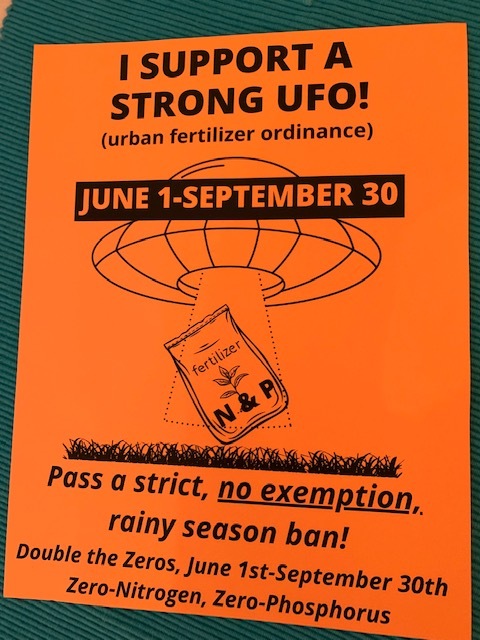 I SUPPORT A
STRONG UFO!
(urban fertilizer ordinance)
JUNE 1-SEPTEMBER 30
fertilizer
N & P
Pass a strict, no exemption,
rainy season ban!
Double the Zeros, June 1st-September 30th
Zero-Nitrogen, Zero-Phosphorus